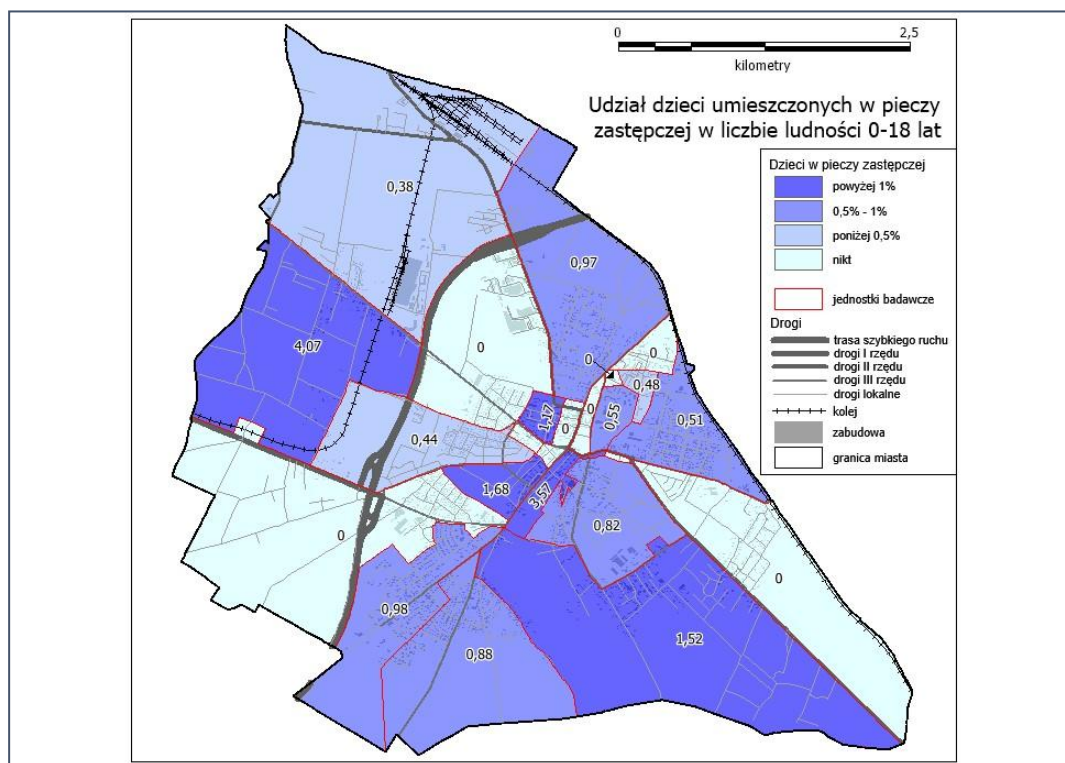 0 2,5
kilometry
Udział dzieci umieszczonych w pieczy
zastępczej w liczbie ludności 0-18 lat
Dzieci w pieczy zastępczej
powyżej 1%
0,5% - 1%
poniżej 0,5%
nikt
jednostki badawcze
Drogi
trasa szybkiego ruchu
drogi I rzędu
drogi II rzędu
drogi III rzędu
drogi lokalne
kolej
zabudowa
granica miasta
0,38
0,97
4,07
0
0
0
0,48
1,17
0
0
0,55
0,51
0,44
1,68
3,57
0,82
0
0
0,98
0,88
1,52